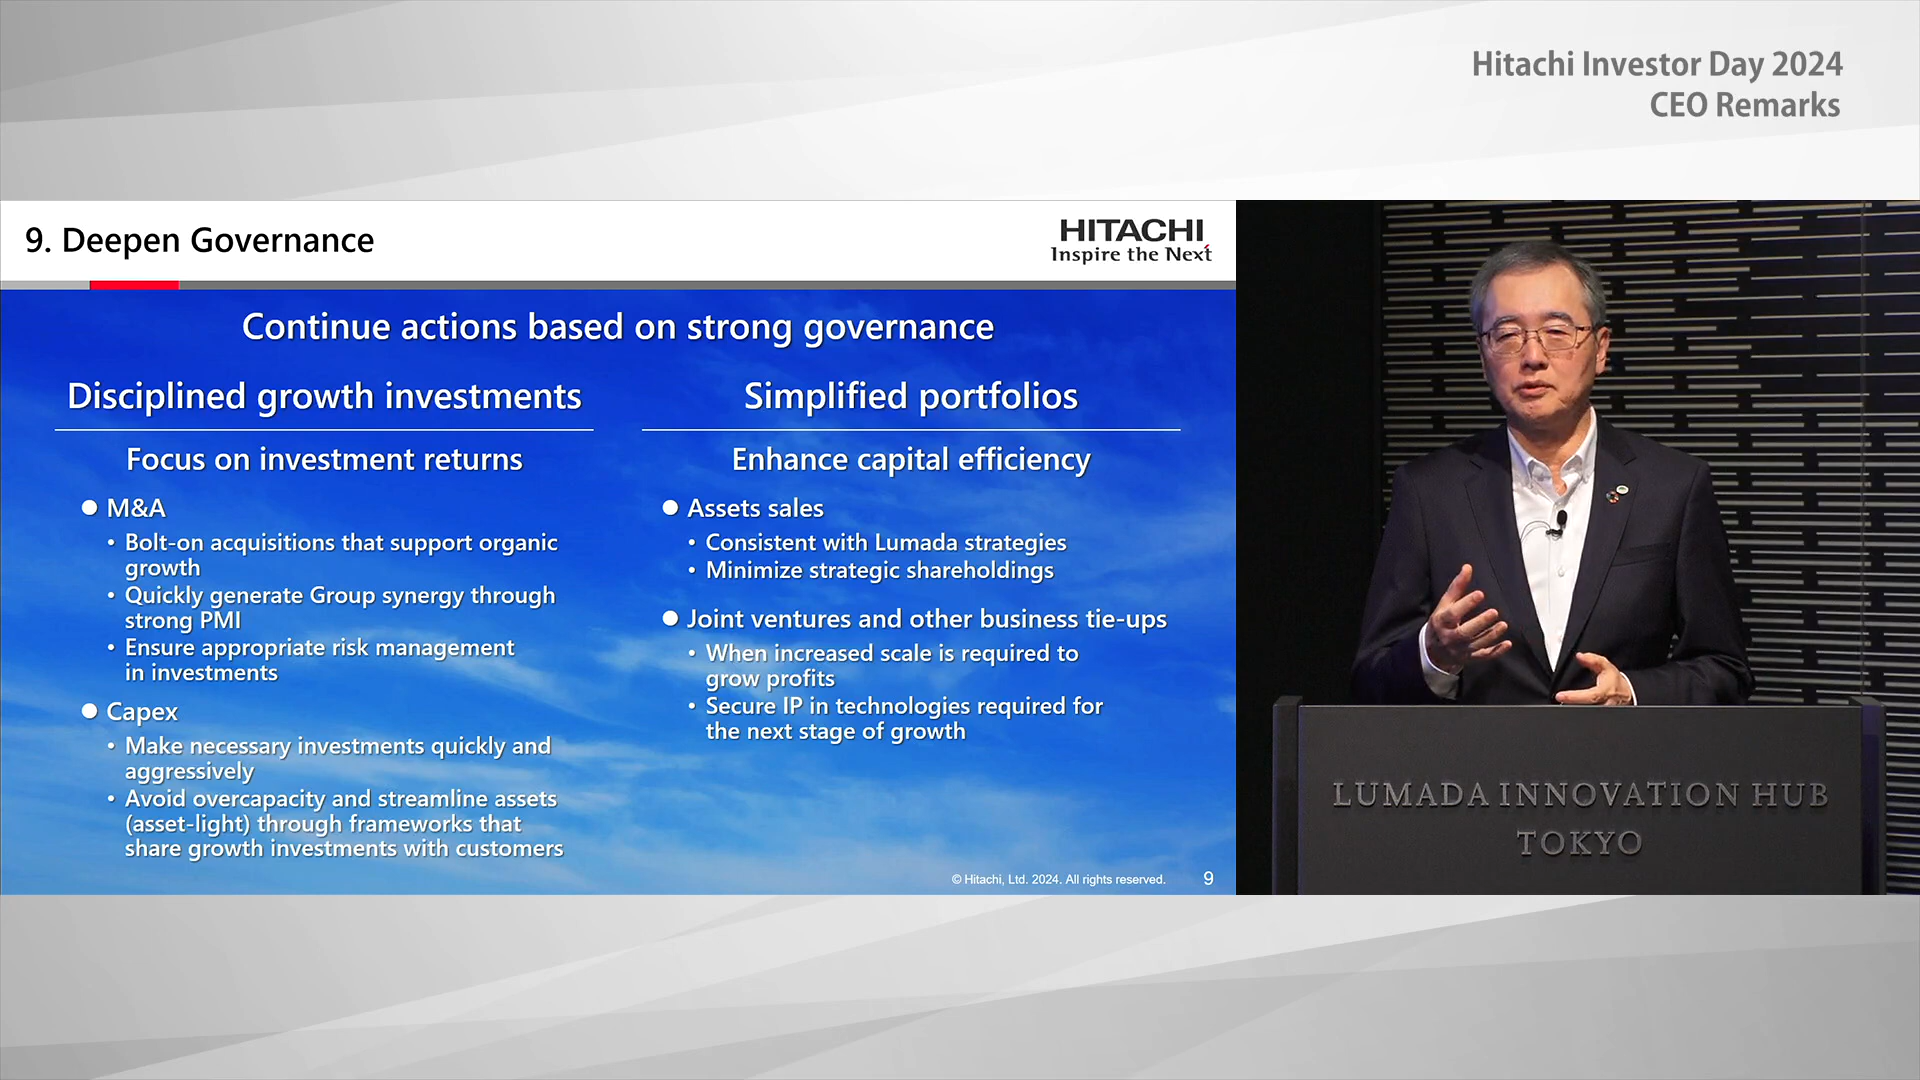 Hitachi Investor Day 2024
CEO Remarks
9. Deepen Governance
HITACHI
Inspire the Next
Continue actions based on strong governance
Disciplined growth investments
Focus on investment returns
● M&A
• Bolt-on acquisitions that support organic
growth
• Quickly generate Group synergy through
strong PMI
• Ensure appropriate risk management
in investments
● Capex
• Make necessary investments quickly and
aggressively
• Avoid overcapacity and streamline assets
(asset-light) through frameworks that
share growth investments with customers
Simplified portfolios
Enhance capital efficiency
● Assets sales
• Consistent with Lumada strategies
• Minimize strategic shareholdings
● Joint ventures and other business tie-ups
• When increased scale is required to
grow profits
• Secure IP in technologies required for
the next stage of growth
© Hitachi, Ltd. 2024. All rights reserved.
9
LUMADA INNOVATION HUB
TOKYO